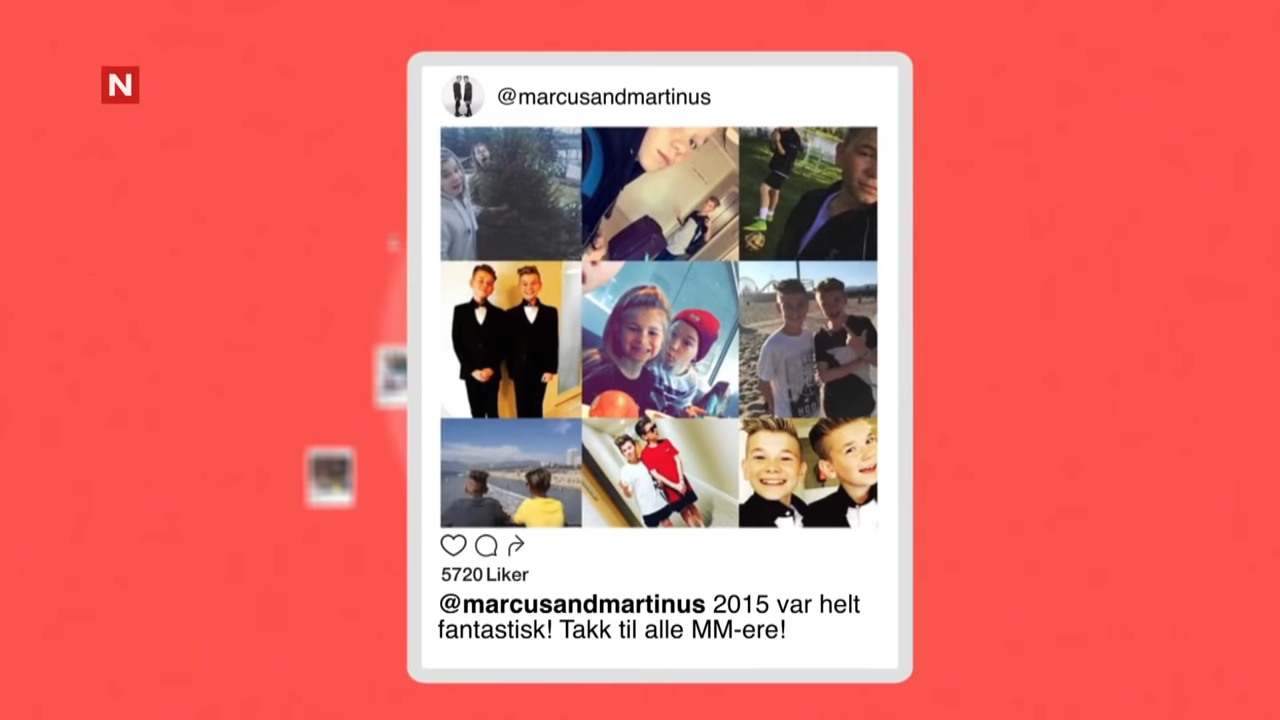 N
@marcusandmartinus
5720 Liker
@marcusandmartinus 2015 var helt
fantastisk! Takk til alle MM-ere!